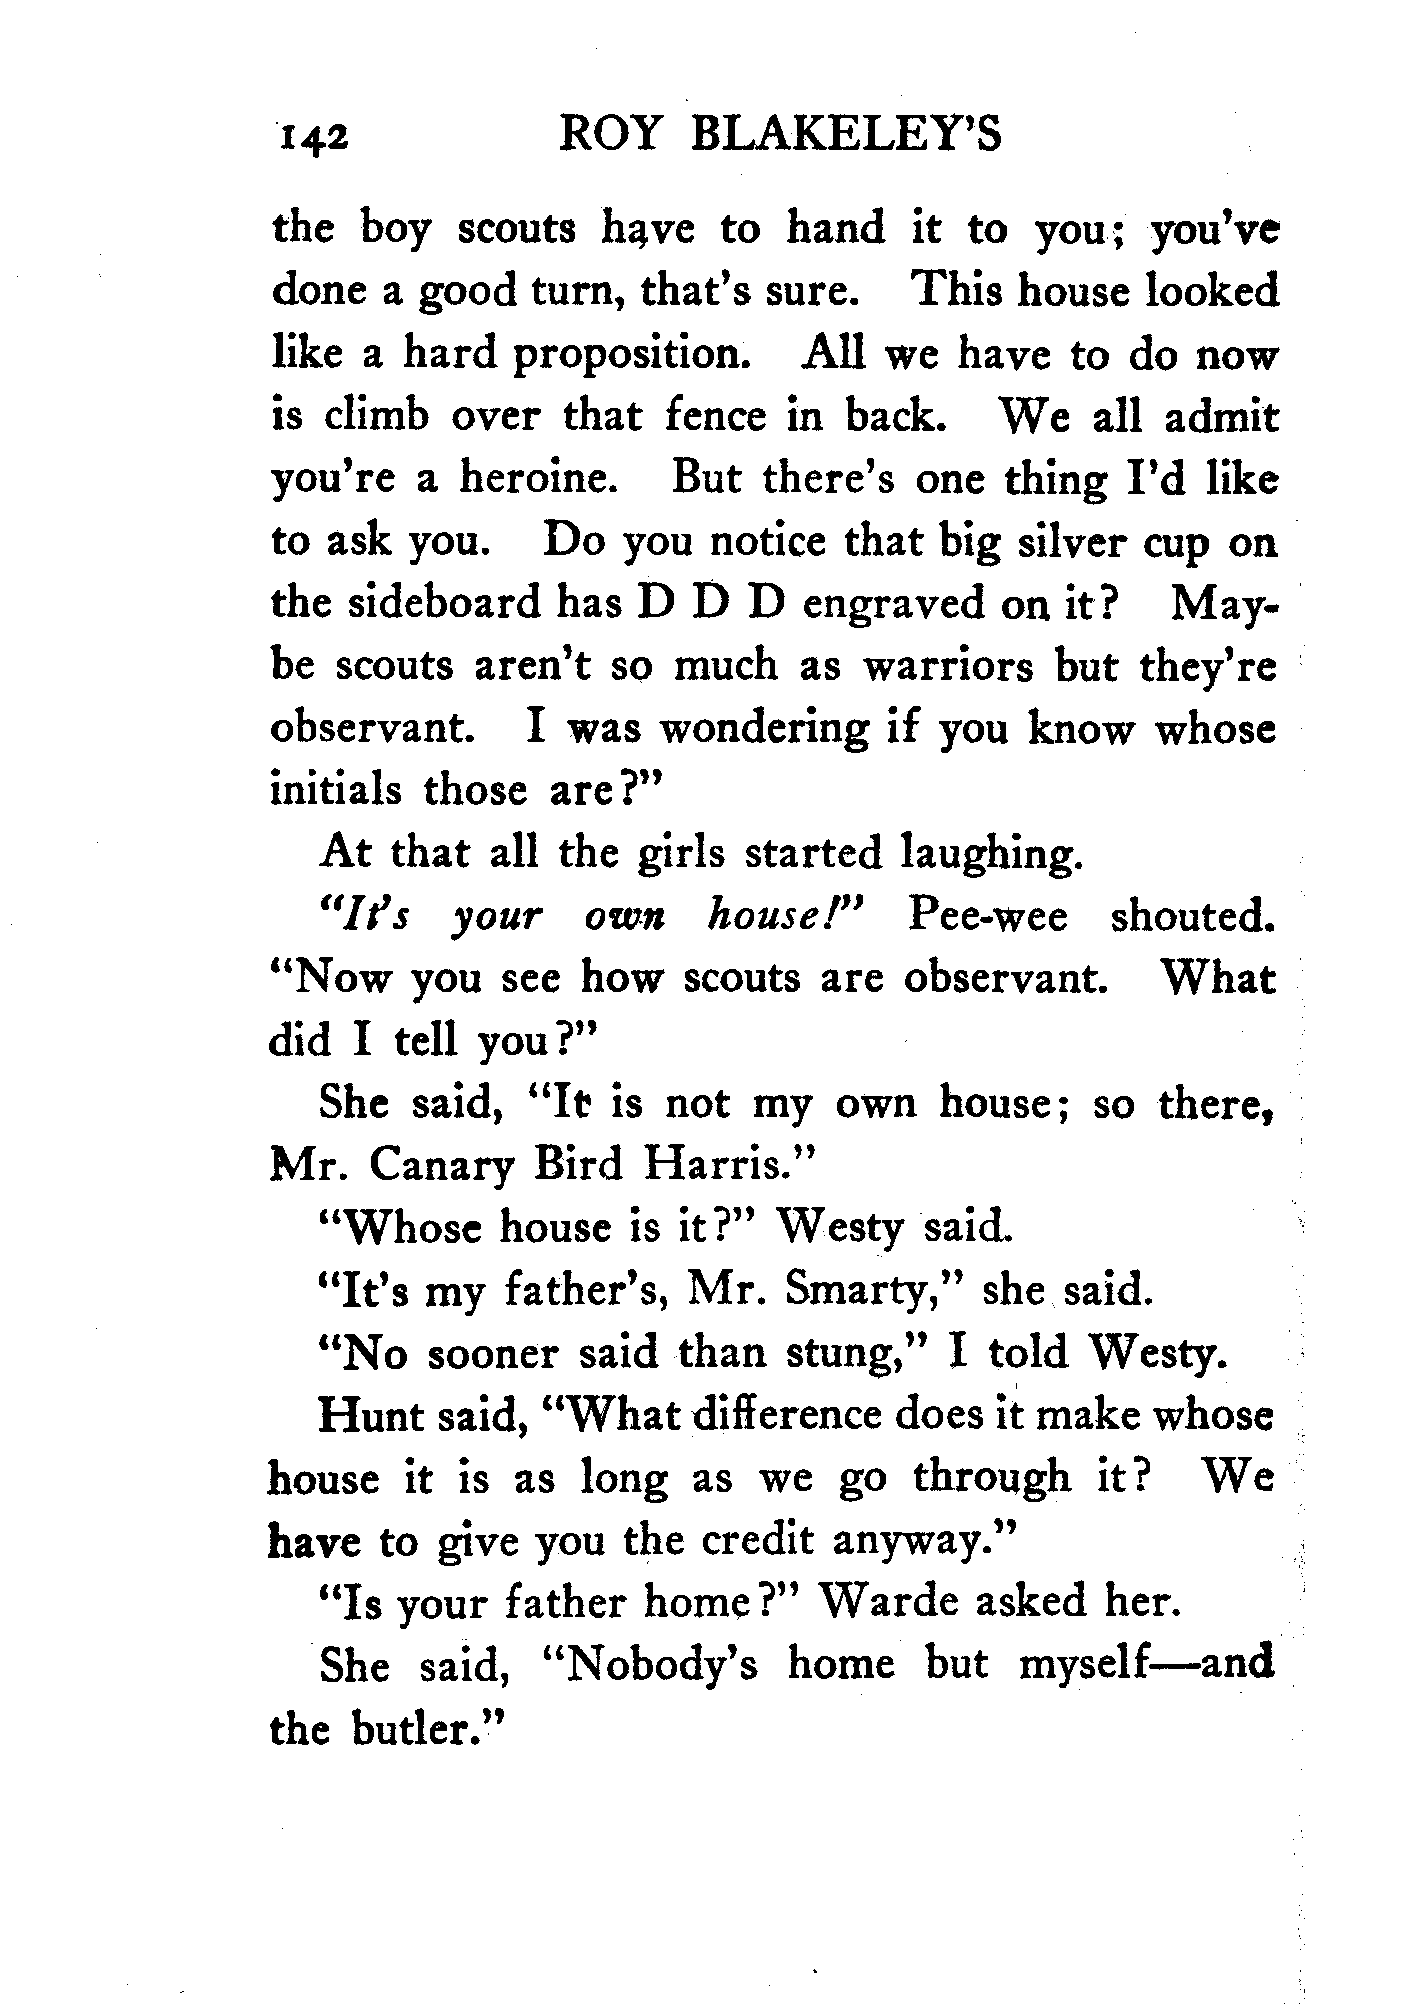 142 ROY BLAKELEY'S
the boy scouts have to hand it to you; you've
done a good turn, that's sure. This house looked
like a hard proposition. All we have to do now
is climb over that fence in back. We all admit
you're a heroine. But there's one thing I'd like
to ask you. Do you notice that big silver cup on
the sideboard has D D D engraved on it? May-
be scouts aren't so much as warriors but they're
observant. I was wondering if you know whose
initials those are?"
At that all the girls started laughing.
"It's your own house!" Pee-wee shouted.
"Now you see how scouts are observant. What
did I tell you?"
She said, "It is not my own house; so there,
Mr. Canary Bird Harris."
"Whose house is it?" Westy said.
"It's my father's, Mr. Smarty," she said.
"No sooner said than stung," I told Westy.
Hunt said, "What difference does it make whose
house it is as long as we go through it? We
have to give you the credit anyway."
"Is your father home?" Warde asked her.
She said, "Nobody's home but myself—and
the butler."